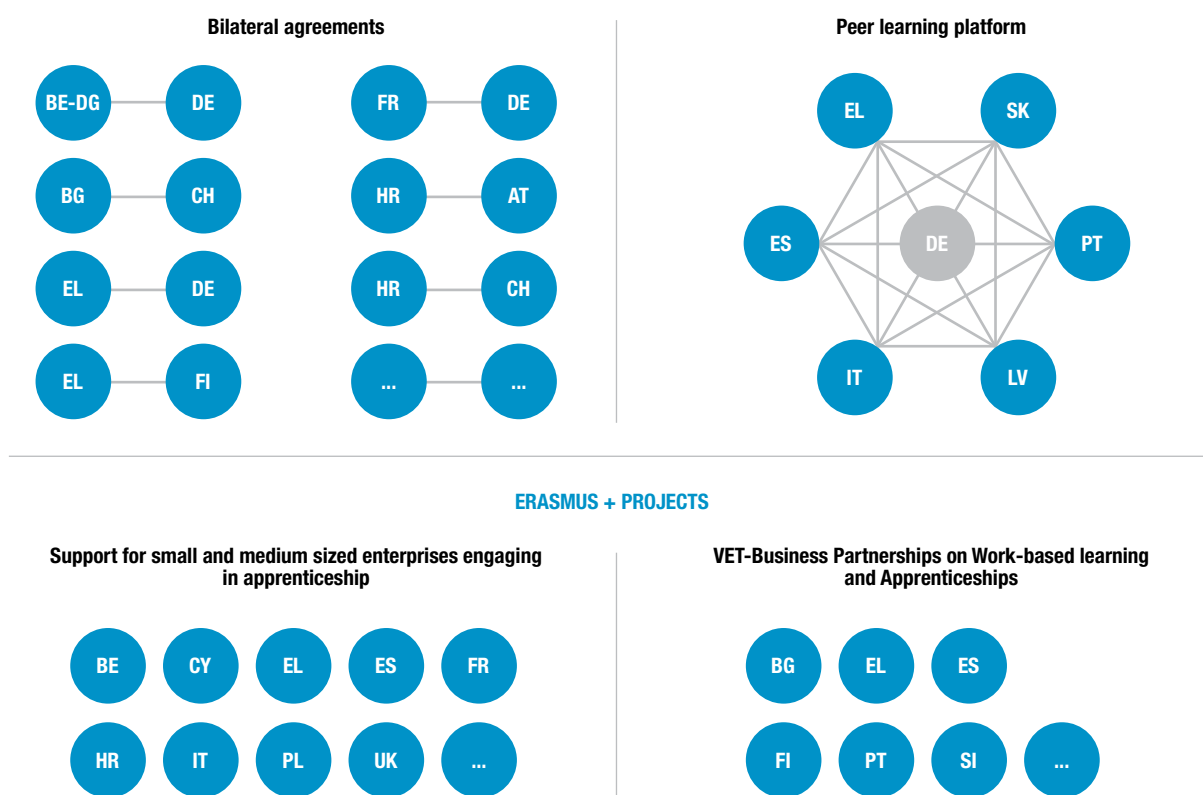 Bilateral agreements
BE-DG DE FR DE
BG CH HR AT
EL DE HR CH
EL FI ... ...
Peer learning platform
EL SK
ES DE PT
IT LV
ERASMUS + PROJECTS
Support for small and medium sized enterprises engaging
in apprenticeship
BE CY EL ES FR
HR IT PL UK ...
VET-Business Partnerships on Work-based learning
and Apprenticeships
BG EL ES
FI PT SI ...